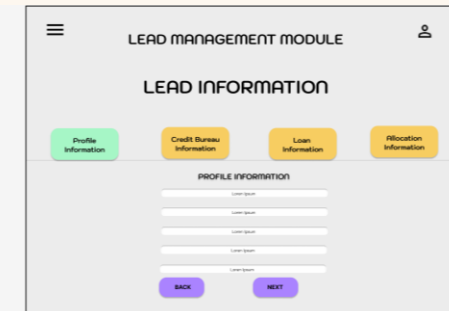 LEAD MANAGEMENT MODULE
LEAD INFORMATION
Profile
Information
Credit Bureau
Information
Loan
Information
Allocation
Information
PROFILE INFORMATION
Lorem Ipsum
Lorem Ipsum
Lorem Ipsum
Lorem Ipsum
Lorem Ipsum
BACK
NEXT